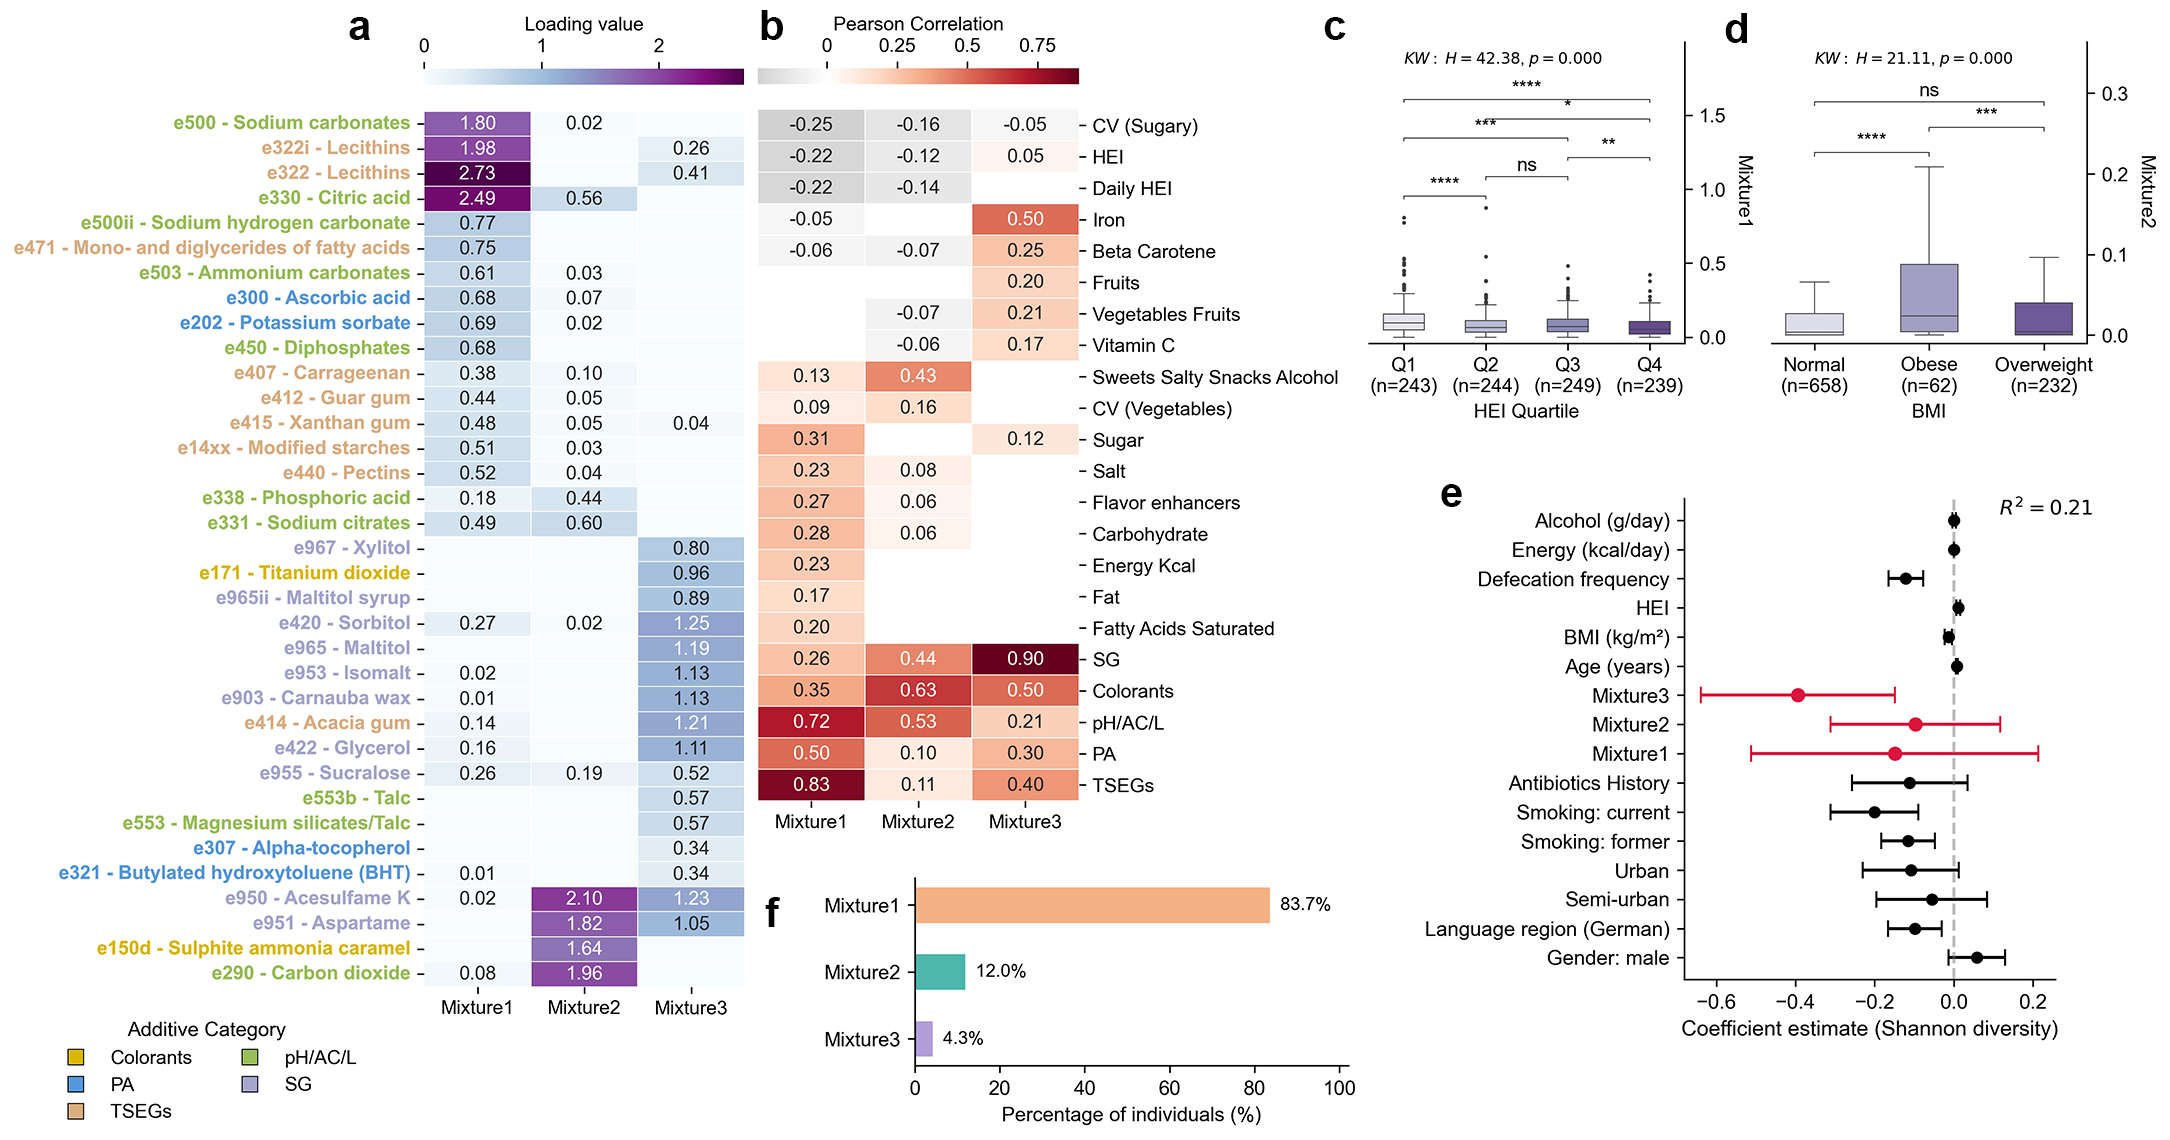 a
Loading value
0 1 2
e500 - Sodium carbonates 1.80 0.02
e322i - Lecithins 1.98 0.26
e322 - Lecithins 2.73 0.41
e330 - Citric acid 2.49 0.56
e500ii - Sodium hydrogen carbonate 0.77
e471 - Mono- and diglycerides of fatty acids 0.75
e503 - Ammonium carbonates 0.61 0.03
e300 - Ascorbic acid 0.68 0.07
e202 - Potassium sorbate 0.69 0.02
e450 - Diphosphates 0.68
e407 - Carrageenan 0.38 0.10
e412 - Guar gum 0.44 0.05
e415 - Xanthan gum 0.48 0.05 0.04
e14xx - Modified starches 0.51 0.03
e440 - Pectins 0.52 0.04
e338 - Phosphoric acid 0.18 0.44
e331 - Sodium citrates 0.49 0.60
e967 - Xylitol 0.80
e171 - Titanium dioxide 0.96
e965ii - Maltitol syrup 0.89
e420 - Sorbitol 0.27 0.02 1.25
e965 - Maltitol 1.19
e953 - Isomalt 0.02 1.13
e903 - Carnauba wax 0.01 1.13
e414 - Acacia gum 0.14 1.21
e422 - Glycerol 0.16 1.11
e955 - Sucralose 0.26 0.19 0.52
e553b - Talc 0.57
e553 - Magnesium silicates/Talc 0.57
e307 - Alpha-tocopherol 0.34
e321 - Butylated hydroxytoluene (BHT) 0.01 0.34
e950 - Acesulfame K 0.02 2.10 1.23
e951 - Aspartame 1.82 1.05
e150d - Sulphite ammonia caramel 1.64
e290 - Carbon dioxide 0.08 1.96
Mixture1 Mixture2 Mixture3
Additive Category
Colorants pH/AC/L
PA SG
TSEGs
b
Pearson Correlation
0 0.25 0.5 0.75
-0.25 -0.16 -0.05 CV (Sugary)
-0.22 -0.12 0.05 HEI
-0.22 -0.14 Daily HEI
-0.05 0.50 Iron
-0.06 -0.07 0.25 Beta Carotene
0.20 Fruits
-0.07 0.21 Vegetables Fruits
-0.06 0.17 Vitamin C
0.13 0.43 Sweets Salty Snacks Alcohol
0.09 0.16 CV (Vegetables)
0.31 0.12 Sugar
0.23 0.08 Salt
0.27 0.06 Flavor enhancers
0.28 0.06 Carbohydrate
0.23 Energy Kcal
0.17 Fat
0.20 Fatty Acids Saturated
0.26 0.44 0.90 SG
0.35 0.63 0.50 Colorants
0.72 0.53 0.21 pH/AC/L
0.50 0.10 0.30 PA
0.83 0.11 0.40 TSEGs
Mixture1 Mixture2 Mixture3
c
KW : H = 42.38, p = 0.000
****
*
***
**
ns
****
1.5
1.0
0.5
0.0
Mixture1
Q1 Q2 Q3 Q4
(n=243) (n=244) (n=249) (n=239)
HEI Quartile
d
KW : H = 21.11, p = 0.000
ns
***
****
0.3
0.2
0.1
0.0
Mixture2
Normal Obese Overweight
(n=658) (n=62) (n=232)
BMI
e
R² = 0.21
Alcohol (g/day)
Energy (kcal/day)
Defecation frequency
HEI
BMI (kg/m²)
Age (years)
Mixture3
Mixture2
Mixture1
Antibiotics History
Smoking: current
Smoking: former
Urban
Semi-urban
Language region (German)
Gender: male
−0.6 −0.4 −0.2 0.0 0.2
Coefficient estimate (Shannon diversity)
f
Mixture1 83.7%
Mixture2 12.0%
Mixture3 4.3%
0 20 40 60 80 100
Percentage of individuals (%)